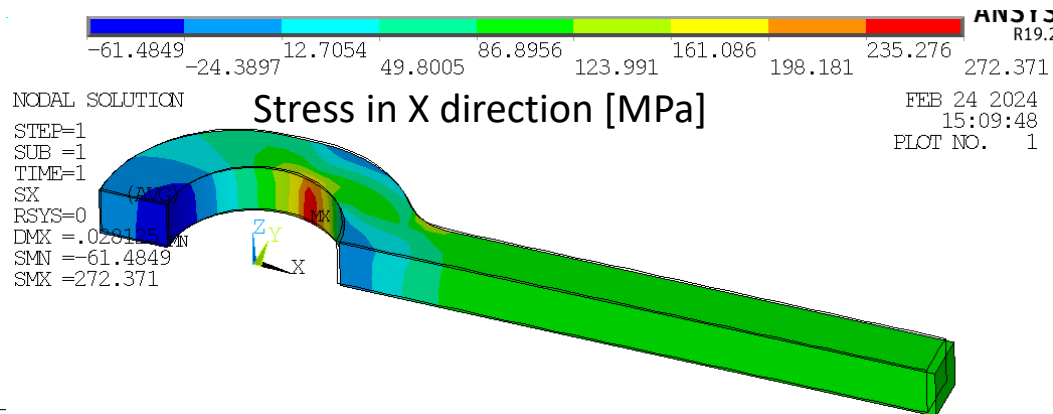 ANSYS
R19.2
-61.4849 12.7054 86.8956 161.086 235.276
-24.3897 49.8005 123.991 198.181 272.371
Stress in X direction [MPa]
NODAL SOLUTION
FEB 24 2024
15:09:48
PLOT NO. 1
STEP=1
SUB =1
TIME=1
SX (AVG)
RSYS=0
DMX =.029125
SMN =-61.4849
SMX =272.371
MX
MN
Z
Y
X